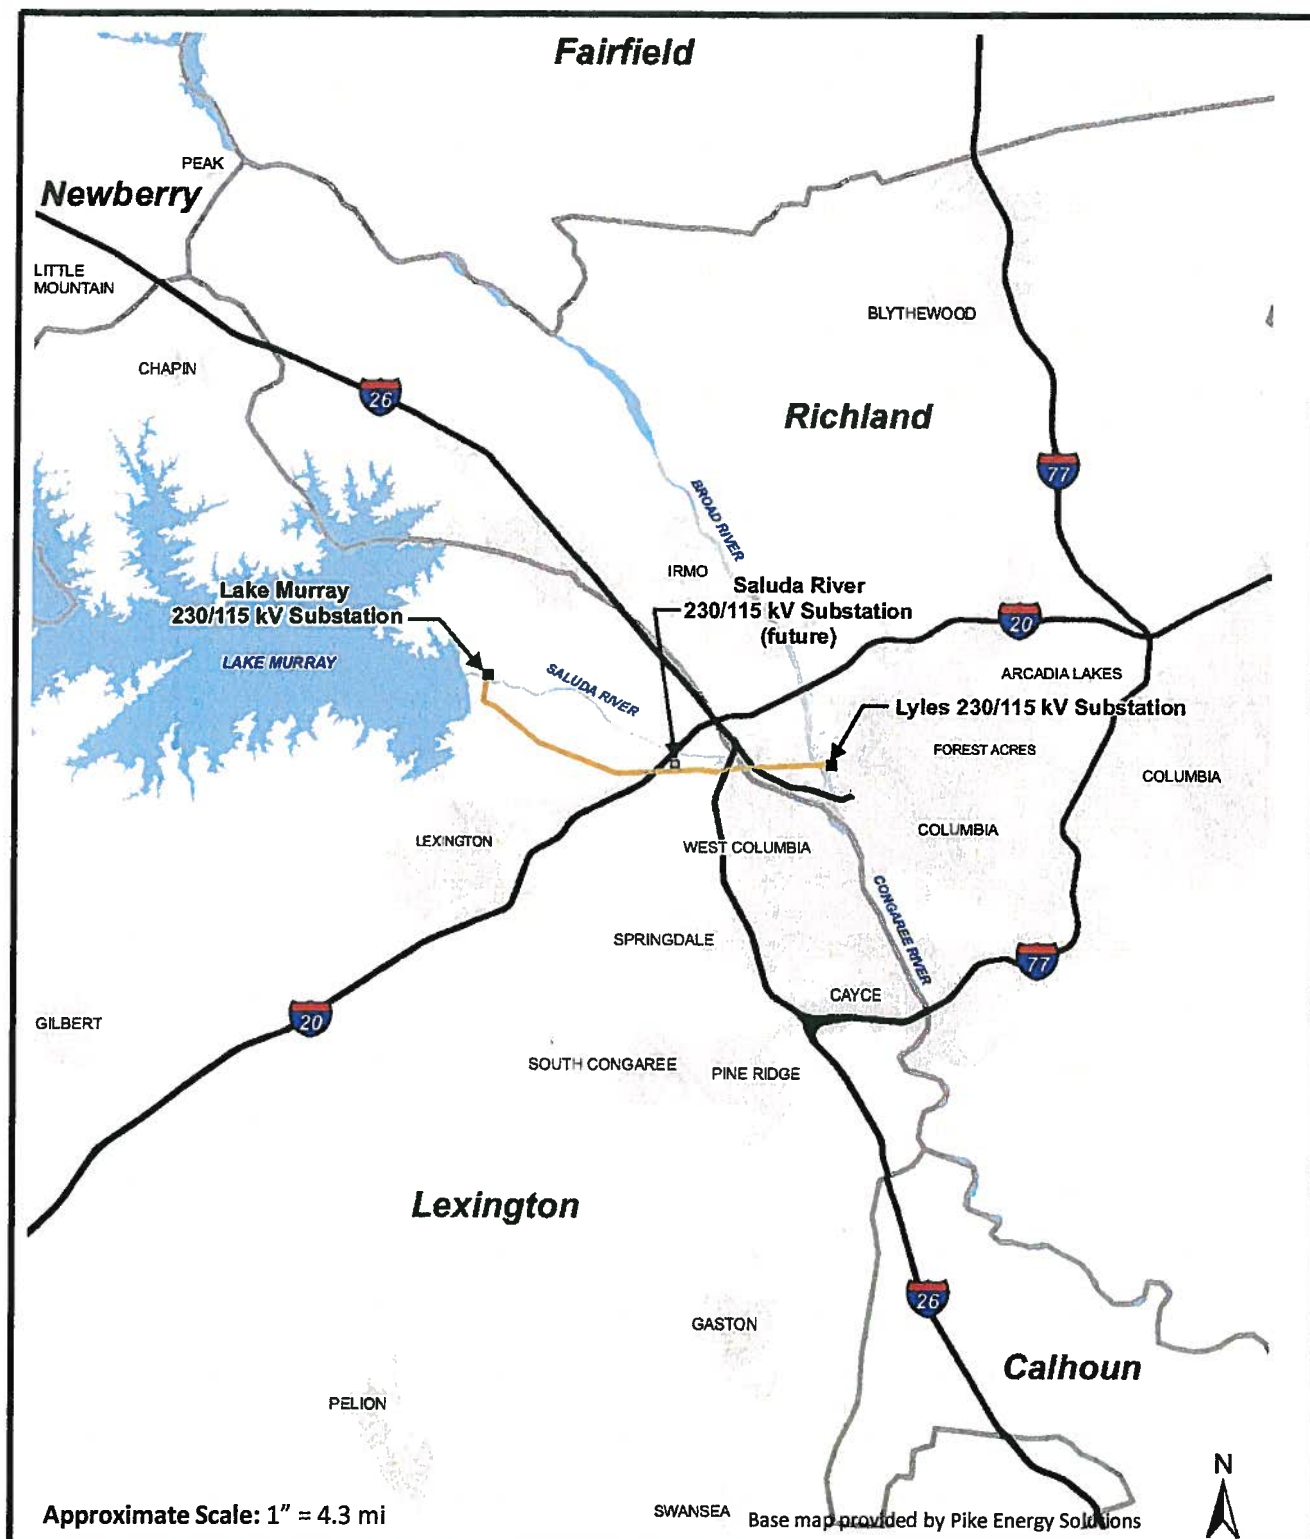 Fairfield
PEAK
Newberry
LITTLE
MOUNTAIN
BLYTHEWOOD
CHAPIN
26
Richland
77
BROAD RIVER
IRMO
Lake Murray
230/115 kV Substation
Saluda River
230/115 kV Substation
(future)
20
LAKE MURRAY
SALUDA RIVER
ARCADIA LAKES
Lyles 230/115 kV Substation
FOREST ACRES
COLUMBIA
COLUMBIA
LEXINGTON
WEST COLUMBIA
CONGAREE RIVER
SPRINGDALE
77
CAYCE
GILBERT
20
SOUTH CONGAREE
PINE RIDGE
Lexington
26
GASTON
Calhoun
PELION
N
Approximate Scale: 1" = 4.3 mi
SWANSEA
Base map provided by Pike Energy Solutions